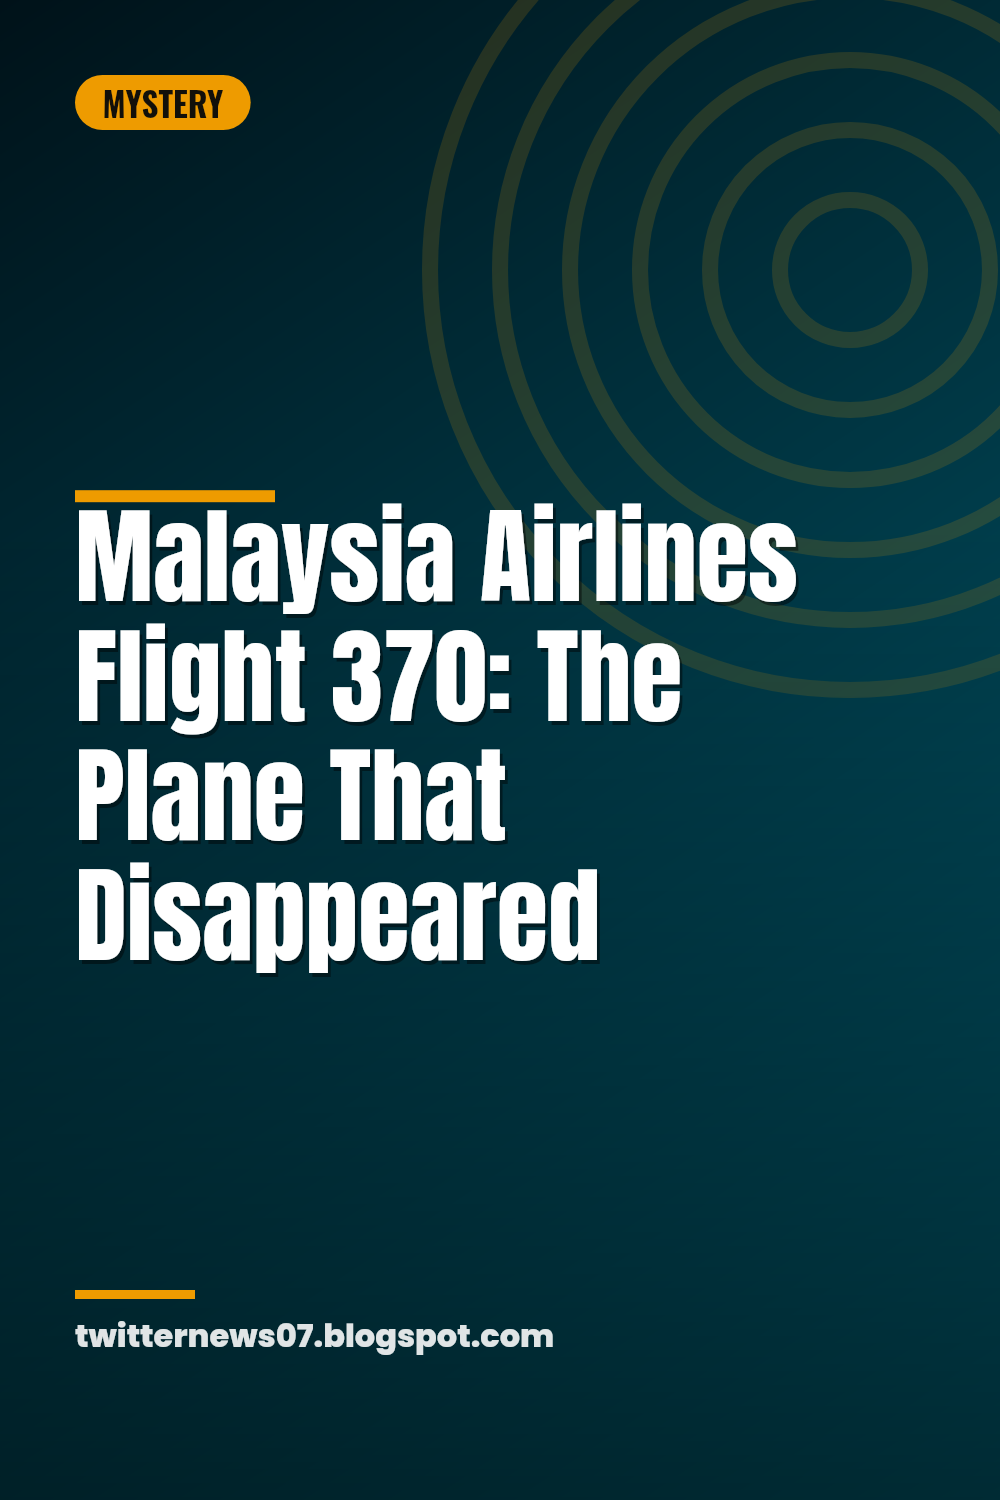 MYSTERY
Malaysia Airlines
Flight 370: The
Plane That
Disappeared
twitternews07.blogspot.com